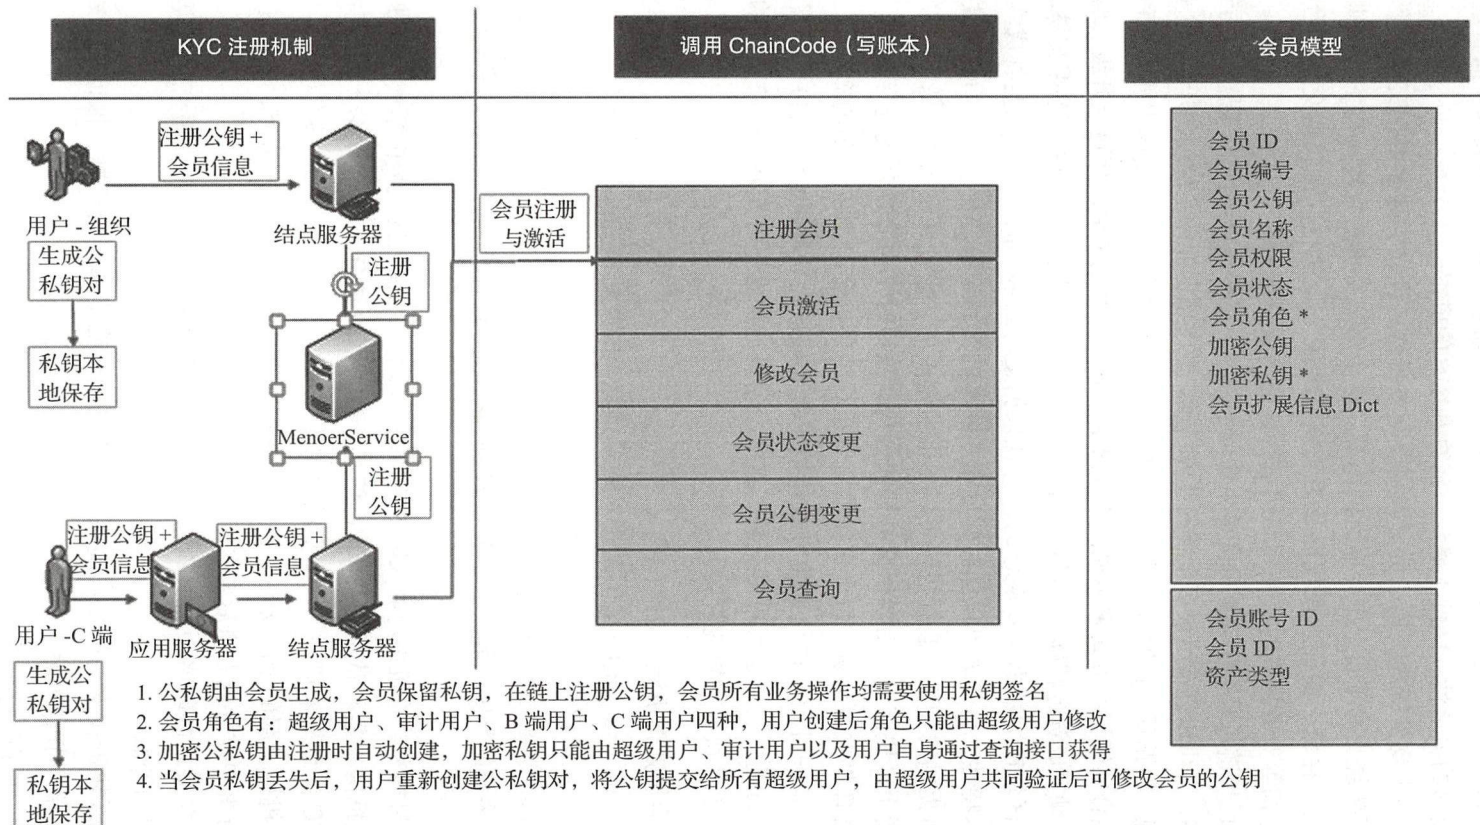 KYC 注册机制
调用 ChainCode（写账本）
会员模型
注册公钥 +
会员信息
用户 - 组织
生成公
私钥对
私钥本
地保存
结点服务器
注册
公钥
MenoerService
注册
公钥
注册公钥 +
会员信息
注册公钥 +
会员信息
用户 -C 端
应用服务器
结点服务器
生成公
私钥对
私钥本
地保存
会员注册
与激活
注册会员
会员激活
修改会员
会员状态变更
会员公钥变更
会员查询
会员 ID
会员编号
会员公钥
会员名称
会员权限
会员状态
会员角色 *
加密公钥
加密私钥 *
会员扩展信息 Dict
会员账号 ID
会员 ID
资产类型
1. 公私钥由会员生成，会员保留私钥，在链上注册公钥，会员所有业务操作均需要使用私钥签名
2. 会员角色有：超级用户、审计用户、B 端用户、C 端用户四种，用户创建后角色只能由超级用户修改
3. 加密公私钥由注册时自动创建，加密私钥只能由超级用户、审计用户以及用户自身通过查询接口获得
4. 当会员私钥丢失后，用户重新创建公私钥对，将公钥提交给所有超级用户，由超级用户共同验证后可修改会员的公钥